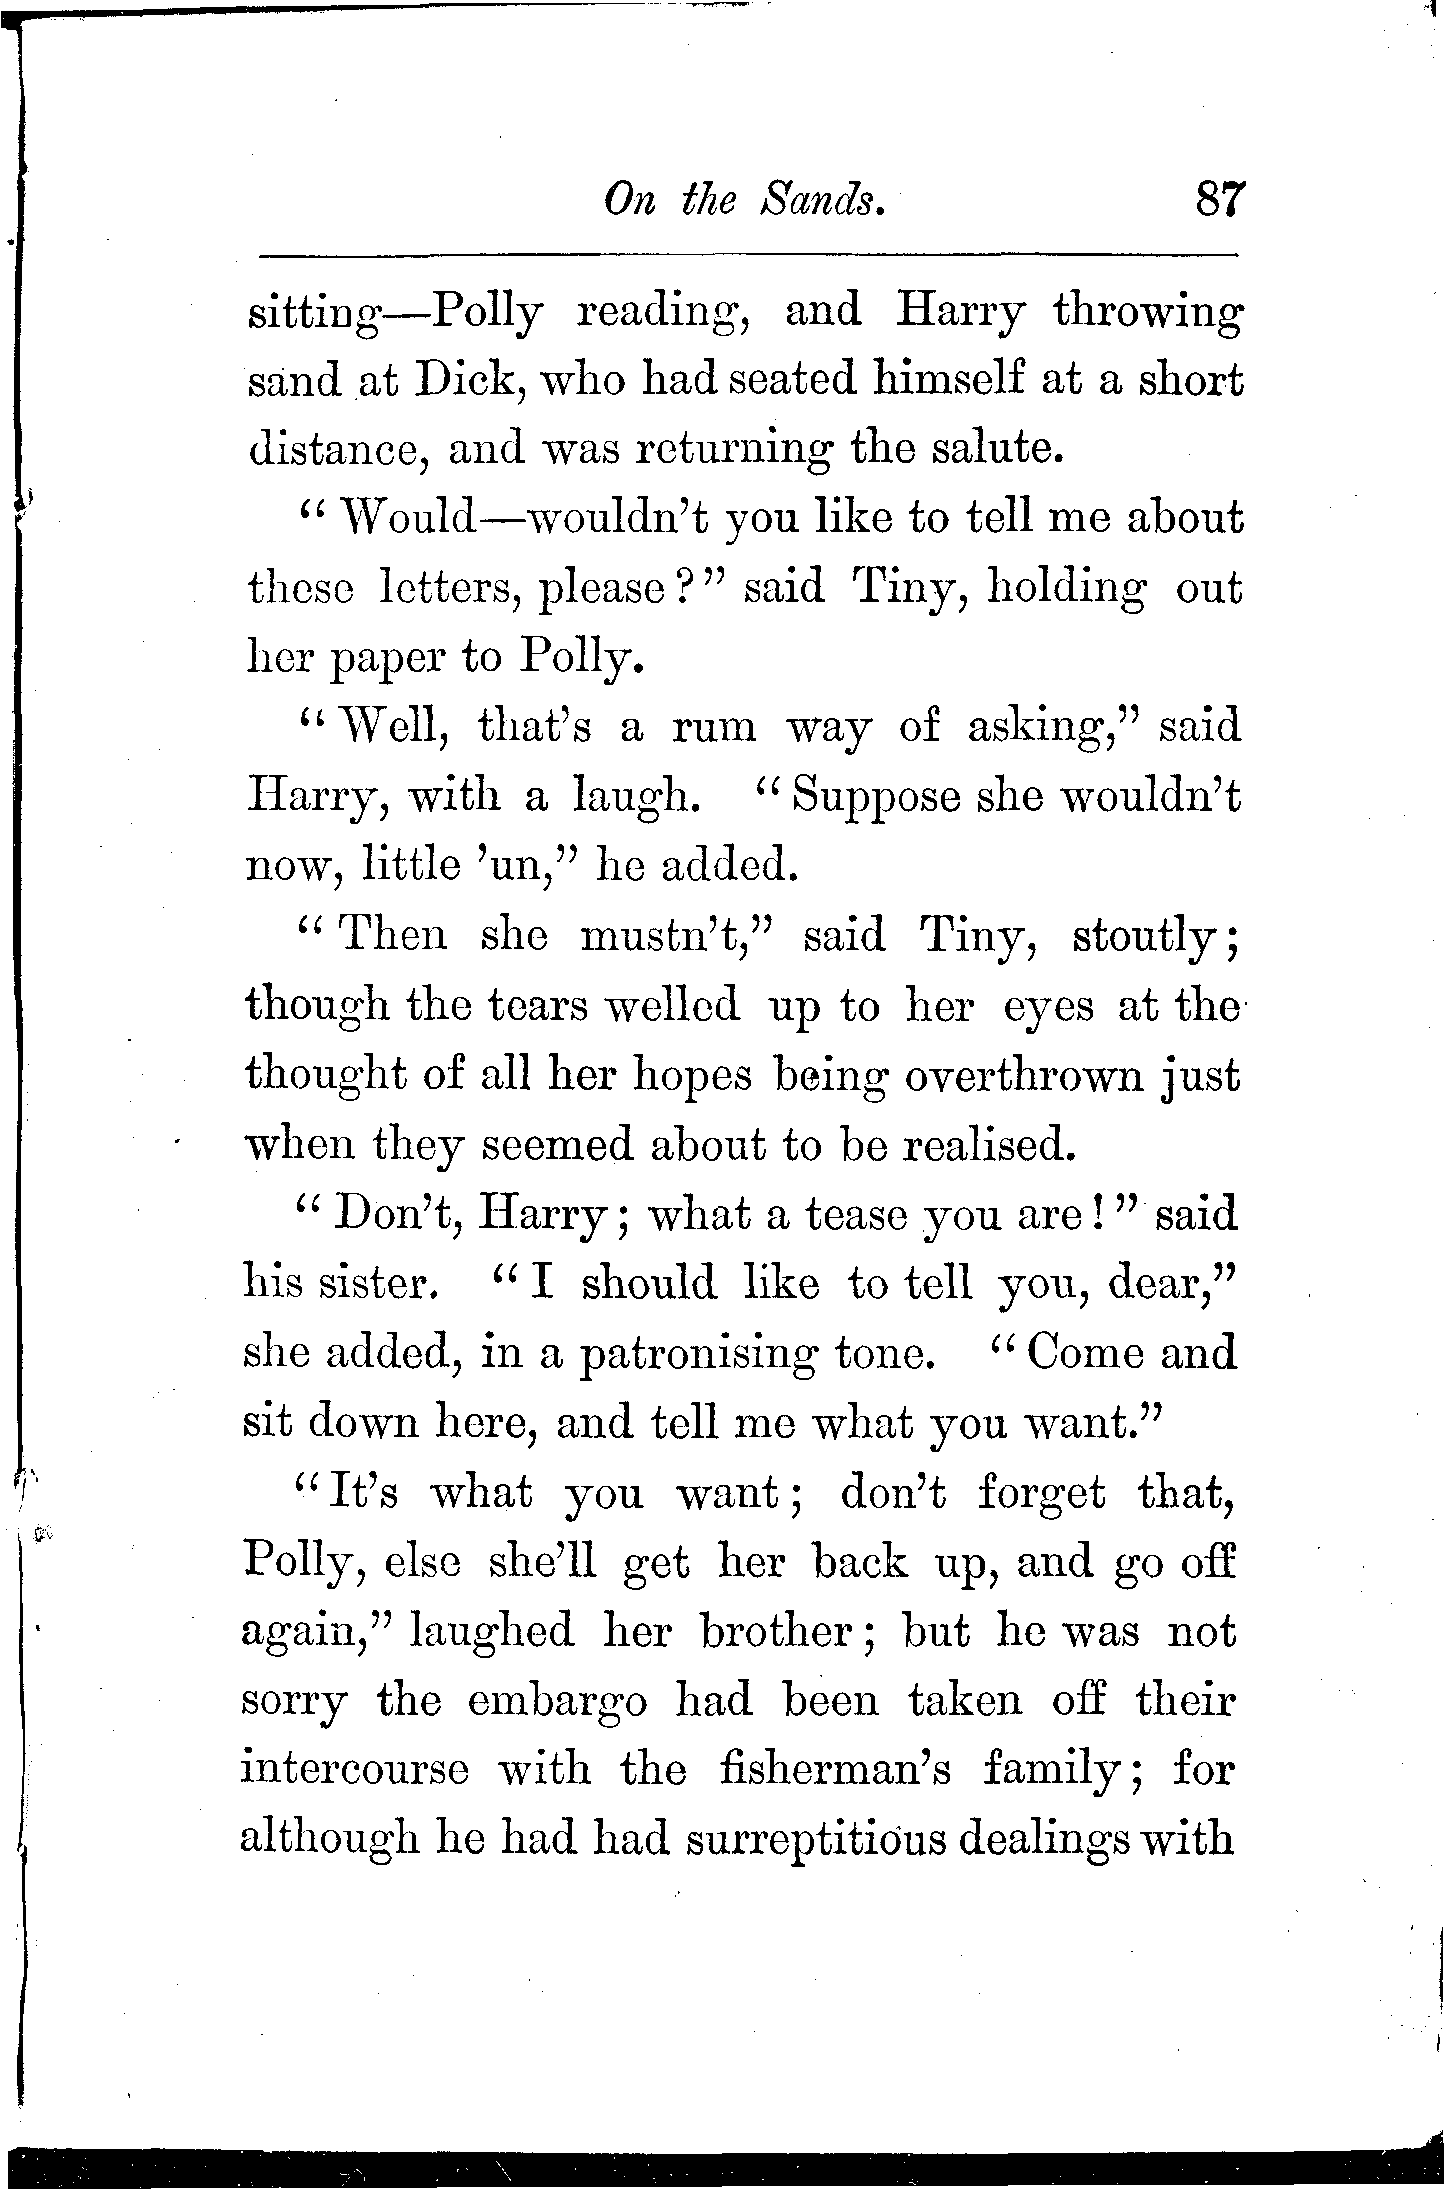 On the Sands. 87
sitting—Polly reading, and Harry throwing
sand at Dick, who had seated himself at a short
distance, and was returning the salute.
“Would—wouldn’t you like to tell me about
these letters, please?” said Tiny, holding out
her paper to Polly.
“Well, that’s a rum way of asking,” said
Harry, with a laugh. “Suppose she wouldn’t
now, little ’un,” he added.
“Then she mustn’t,” said Tiny, stoutly;
though the tears welled up to her eyes at the
thought of all her hopes being overthrown just
when they seemed about to be realised.
“Don’t, Harry; what a tease you are!” said
his sister. “I should like to tell you, dear,”
she added, in a patronising tone. “Come and
sit down here, and tell me what you want.”
“It’s what you want; don’t forget that,
Polly, else she’ll get her back up, and go off
again,” laughed her brother; but he was not
sorry the embargo had been taken off their
intercourse with the fisherman’s family; for
although he had had surreptitious dealings with